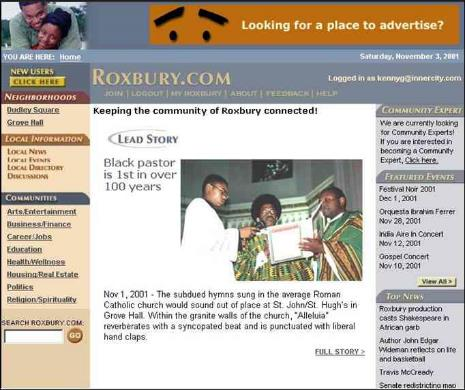 Looking for a place to advertise?
YOU ARE HERE: Home
Saturday, November 3, 2001
NEW USERS
CLICK HERE
ROXBURY.COM
Logged in as kennyg@innercity.com
JOIN | LOGOUT | MY ROXBURY | ABOUT | FEEDBACK | HELP
NEIGHBORHOODS
Dudley Square
Grove Hall
LOCAL INFORMATION
LOCAL NEWS
LOCAL EVENTS
LOCAL DIRECTORY
DISCUSSIONS
COMMUNITIES
Arts/Entertainment
Business/Finance
Career/Jobs
Education
Health/Wellness
Housing/Real Estate
Politics
Religion/Spirituality
SEARCH ROXBURY.COM:
GO
Keeping the community of Roxbury connected!
LEAD STORY
Black pastor
is 1st in over
100 years
Nov 1, 2001 - The subdued hymns sung in the average Roman
Catholic church would sound out of place at St. John/St. Hugh's in
Grove Hall. Within the granite walls of the church, "Alleluia"
reverberates with a syncopated beat and is punctuated with liberal
hand claps.
FULL STORY >
COMMUNITY EXPERT
We are currently
looking for
Community Experts!
If you are interested in
becoming a Community
Expert, Click here.
FEATURED EVENTS
Festival Noir 2001
Dec 1, 2001
Orquesta Ibrahim Ferrer
Nov 28, 2001
India Aire In Concert
Nov 12, 2001
Gospel Concert
Nov 10, 2001
View All >
TOP NEWS
Roxbury production
casts Shakespeare in
African garb
Author John Edgar
Wideman reflects on life
and basketball
Travis McCready
Senate redistricting map